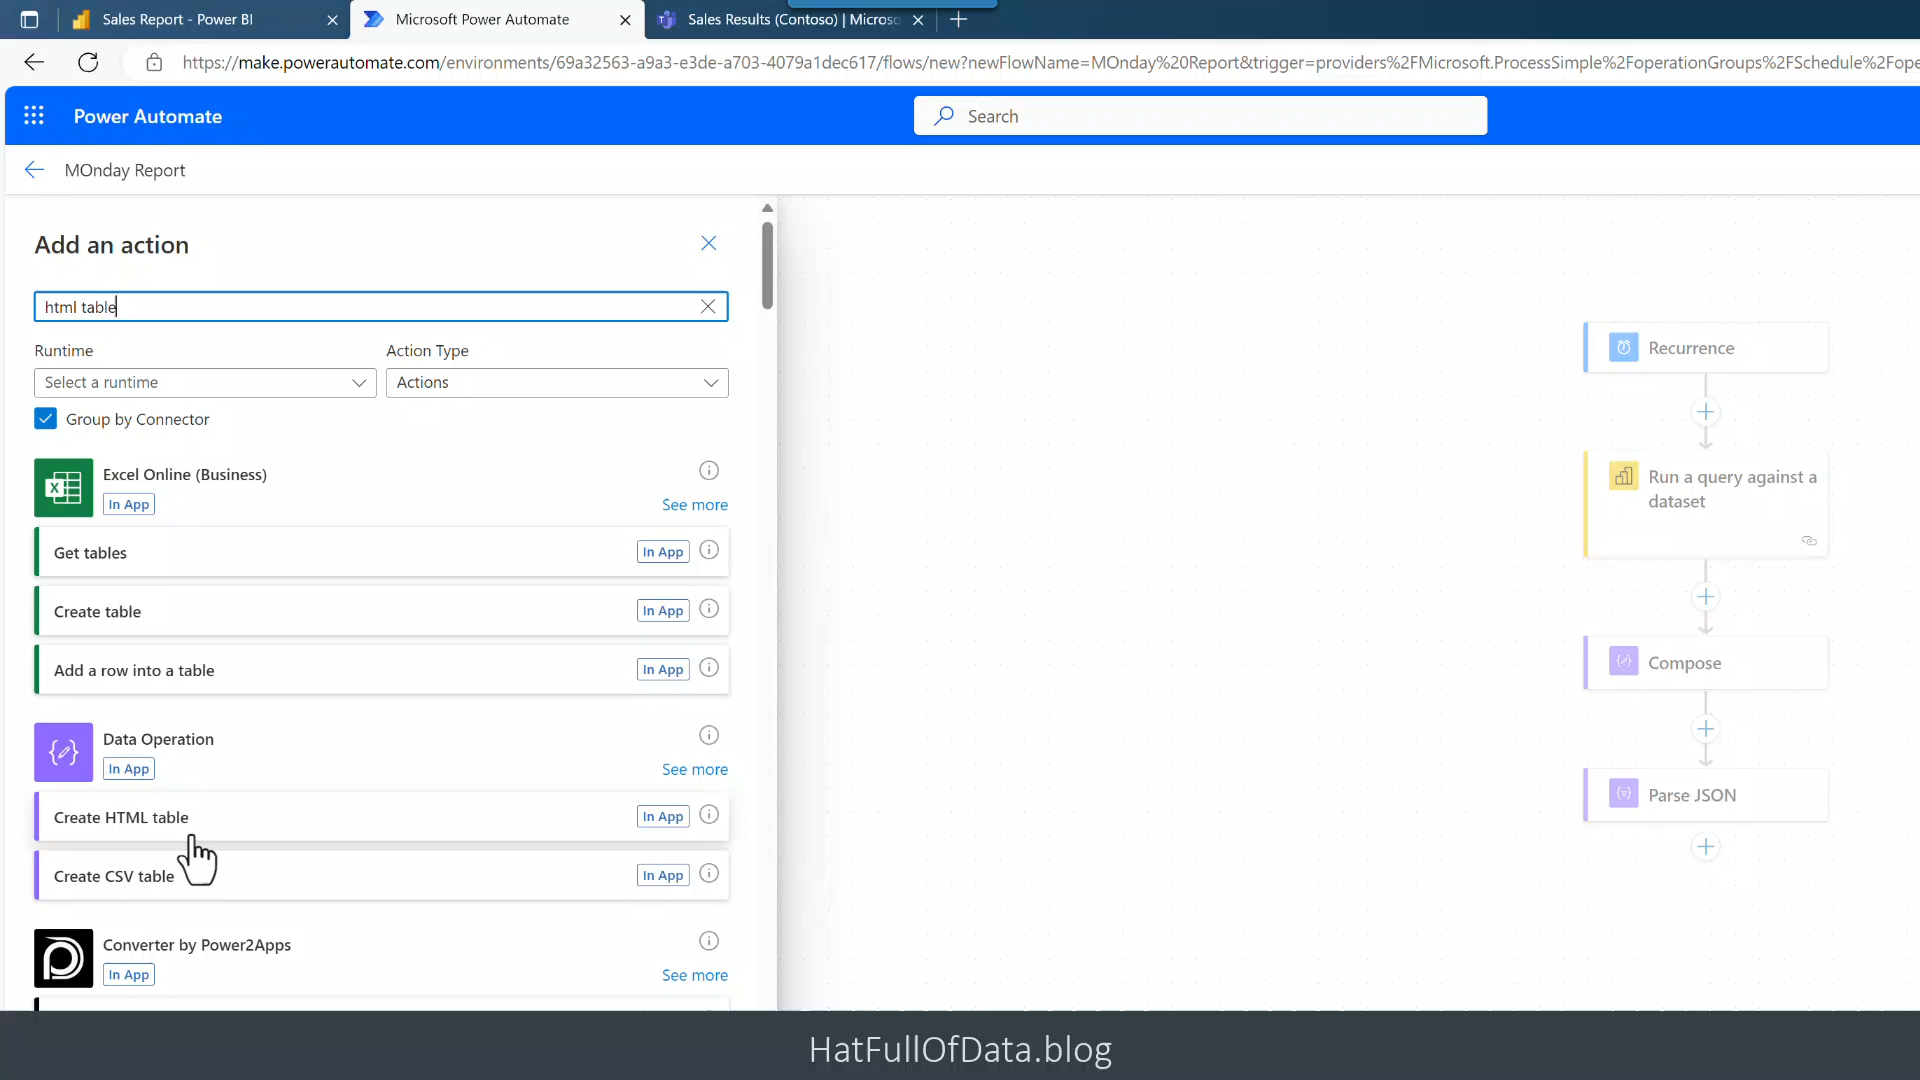 Sales Report - Power BI
Microsoft Power Automate
Sales Results (Contoso) | Microso
https://make.powerautomate.com/environments/69a32563-a9a3-e3de-a703-4079a1dec617/flows/new?newFlowName=MOnday%20Report&trigger=providers%2FMicrosoft.ProcessSimple%2FoperationGroups%2FSchedule%2Fope
Power Automate
Search
MOnday Report
Add an action
html table
Runtime
Action Type
Select a runtime
Actions
Group by Connector
Excel Online (Business)
In App
See more
Get tables
In App
Create table
In App
Add a row into a table
In App
Data Operation
In App
See more
Create HTML table
In App
Create CSV table
In App
Converter by Power2Apps
In App
See more
Recurrence
Run a query against a
dataset
Compose
Parse JSON
HatFullOfData.blog